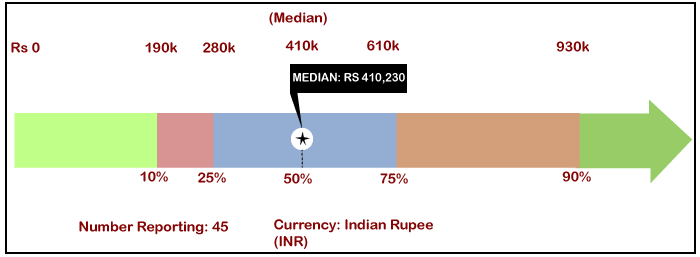 (Median)
Rs 0 190k 280k 410k 610k 930k
MEDIAN: RS 410,230
10% 25% 50% 75% 90%
Number Reporting: 45
Currency: Indian Rupee
(INR)